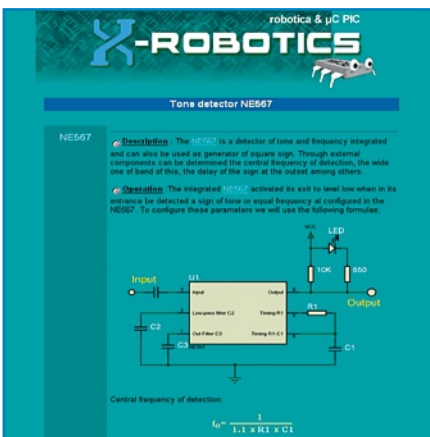 robotica & µC PIC
X-ROBOTICS
Tone detector NE567
NE567
Description : The NE567 is a detector of tone and frequency integrated
and can also be used as generator of square sign. Through external
components can be determined the central frequency of detection, the wide
one of band of this, the delay of the sign at the outset among others.
Operation :The integrated NE567 activated its exit to level low when in its
entrance be detected a sign of tone or equal frequency al configured in the
NE567. To configure these parameters we will use the following formulae:
VCC
LED
10K
650
Input
U1
Output
Input
Output
Low-pass filter C2
Timing R1
R1
Out Filter C3
Timing R1-C1
C2
C3
NE567
C1
Central frequency of detection:
f0= 1
1.1 x R1 x C1